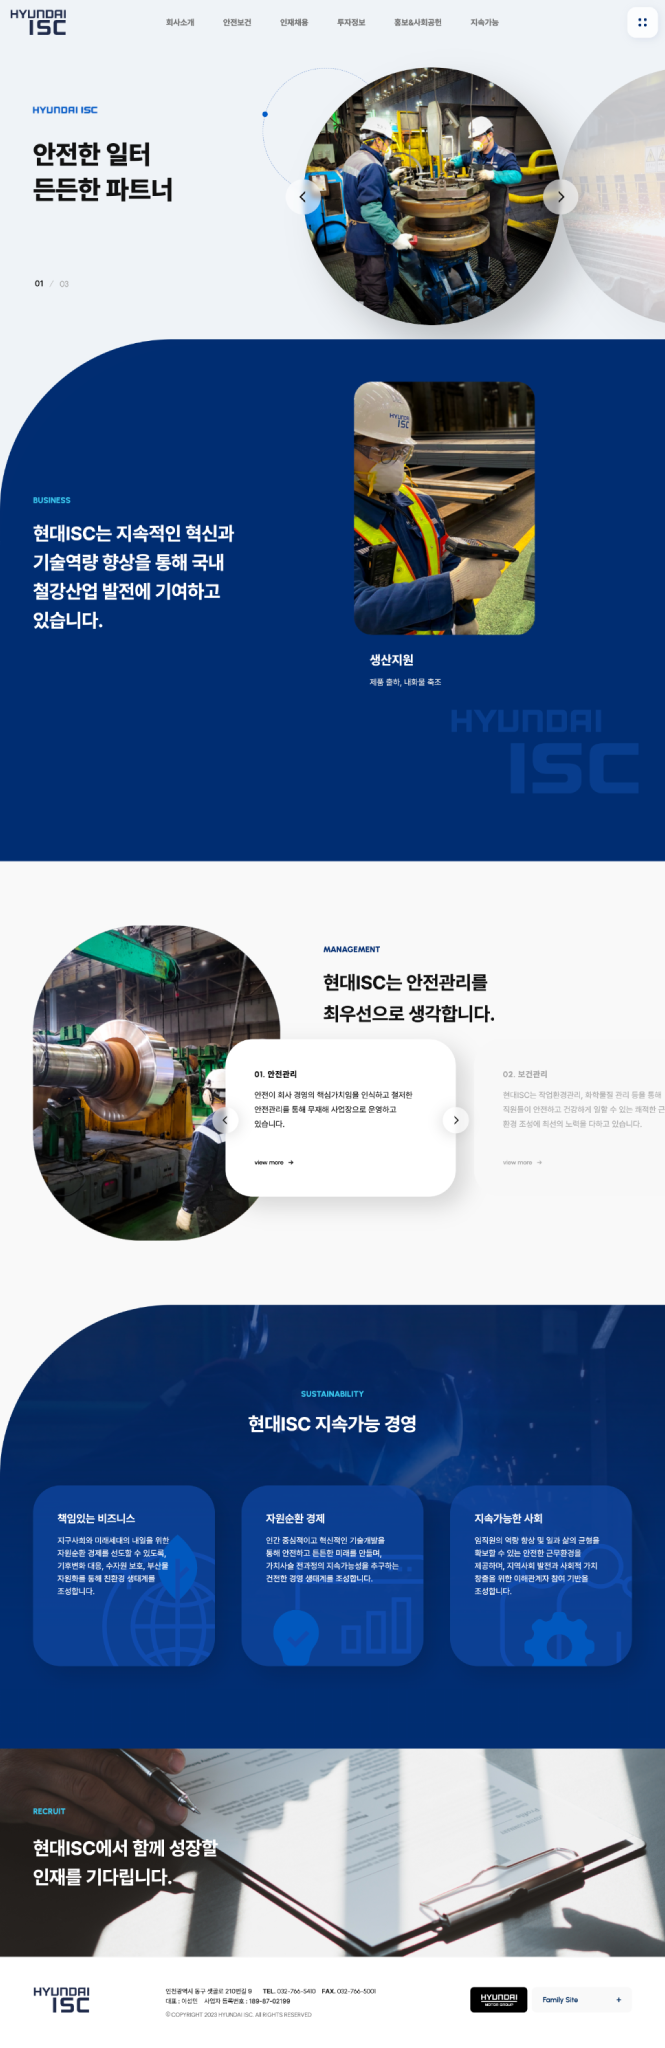 HYUNDAI
ISC
회사소개 안전보건 인재채용 투자정보 홍보&사회공헌 지속가능
HYUNDAI ISC
안전한 일터
든든한 파트너
01 / 03
BUSINESS
현대ISC는 지속적인 혁신과
기술역량 향상을 통해 국내
철강산업 발전에 기여하고
있습니다.
HYUNDAI
ISC
생산지원
제품 출하, 내화물 축조
HYUNDAI
ISC
MANAGEMENT
현대ISC는 안전관리를
최우선으로 생각합니다.
01. 안전관리
안전이 회사 경영의 핵심가치임을 인식하고 철저한
안전관리를 통해 무재해 사업장으로 운영하고
있습니다.
view more →
02. 보건관리
현대ISC는 작업환경관리, 화학물질 관리 등을 통해
직원들이 안전하고 건강하게 일할 수 있는 쾌적한 근
환경 조성에 최선의 노력을 다하고 있습니다.
view more →
SUSTAINABILITY
현대ISC 지속가능 경영
책임있는 비즈니스
지구사회와 미래세대의 내일을 위한
자원순환 경제를 선도할 수 있도록,
기후변화 대응, 수자원 보호, 부산물
자원화를 통해 친환경 생태계를
조성합니다.
자원순환 경제
인간 중심적이고 혁신적인 기술개발을
통해 안전하고 든든한 미래를 만들며,
가치사슬 전과정의 지속가능성을 추구하는
건전한 경영 생태계를 조성합니다.
지속가능한 사회
임직원의 역량 향상 및 일과 삶의 균형을
확보할 수 있는 안전한 근무환경을
제공하며, 지역사회 발전과 사회적 가치
창출을 위한 이해관계자 참여 기반을
조성합니다.
RECRUIT
현대ISC에서 함께 성장할
인재를 기다립니다.
HYUNDAI
ISC
인천광역시 동구 샛골로 210번길 9 TEL. 032-766-5410 FAX. 032-766-5001
대표 : 이성민 사업자 등록번호 : 189-87-02199
© COPYRIGHT 2023 HYUNDAI ISC. All RIGHTS RESERVED
HYUNDAI
MOTOR GROUP
Family Site +